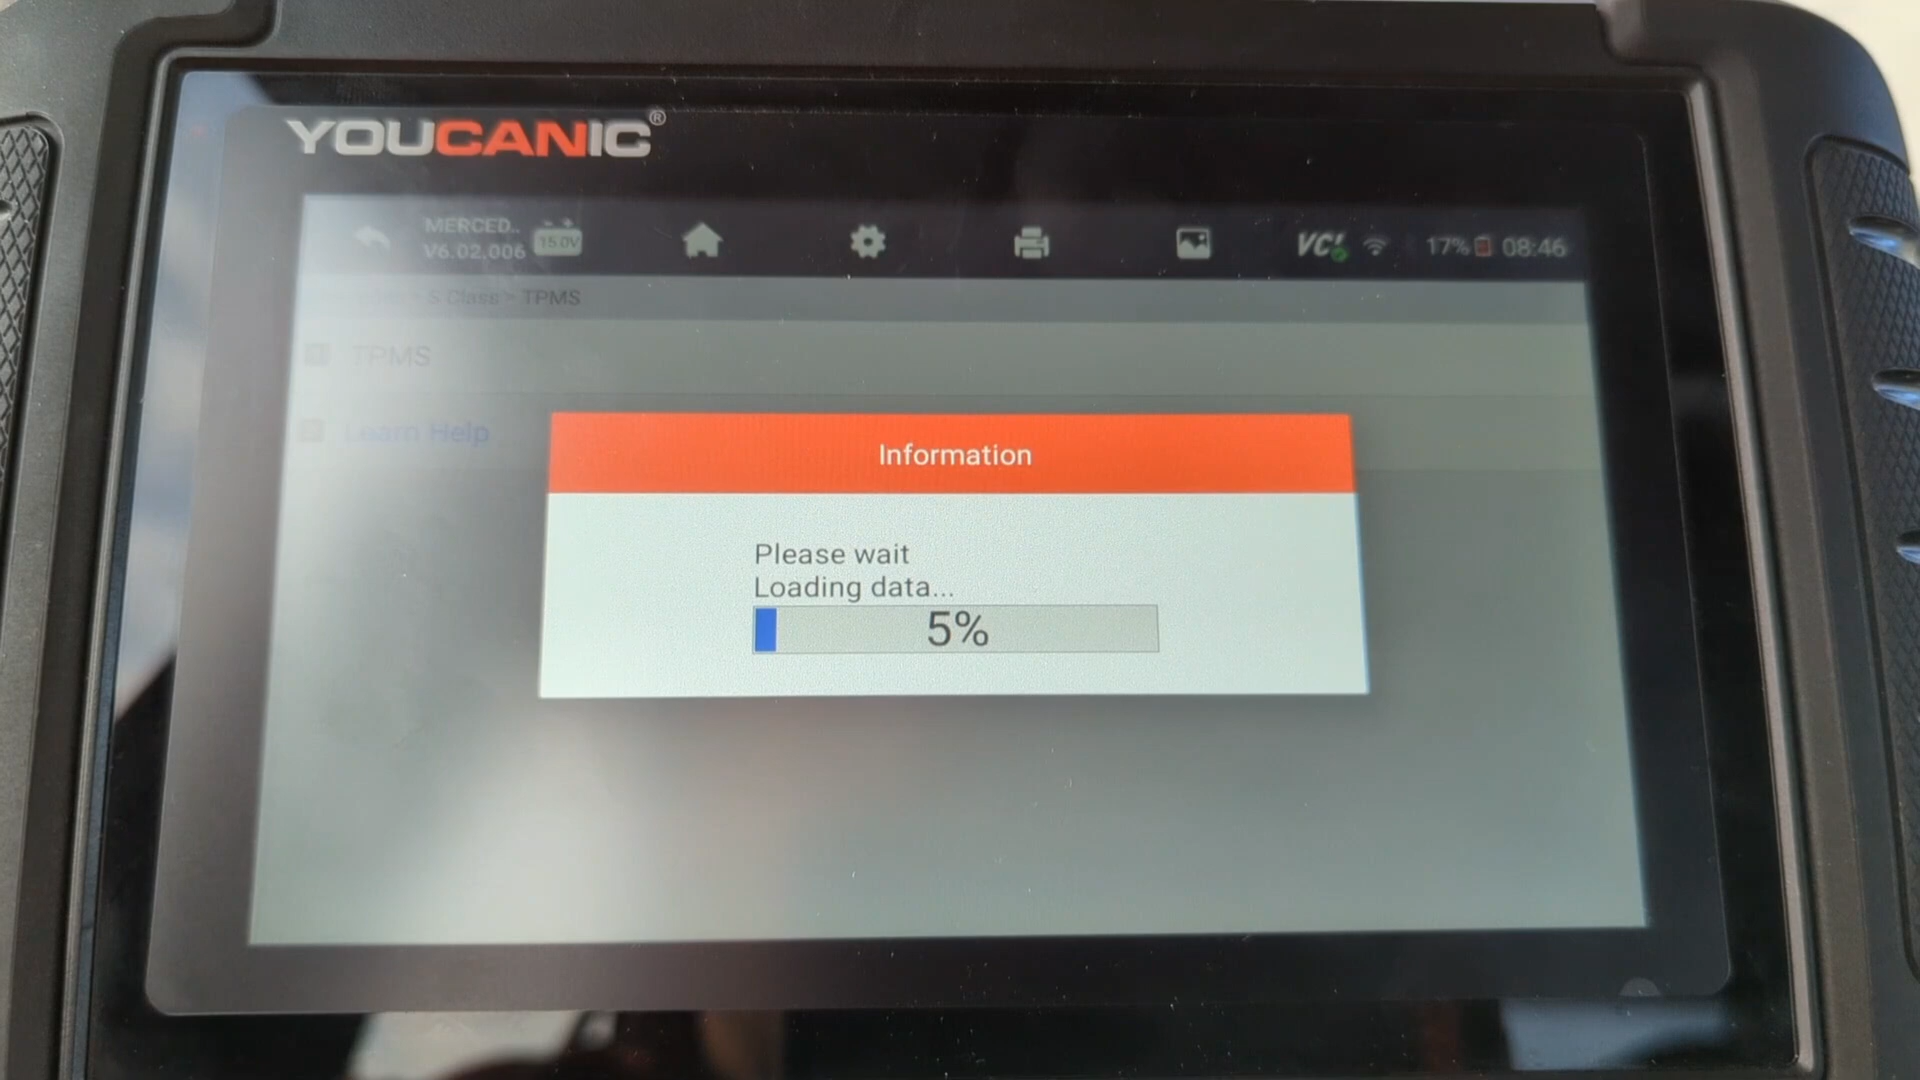 YOUCANIC®
MERCED..
V6.02.006
15.0V
VCI
17%
08:46
> S Class > TPMS
TPMS
Learn Help
Information
Please wait
Loading data...
5%